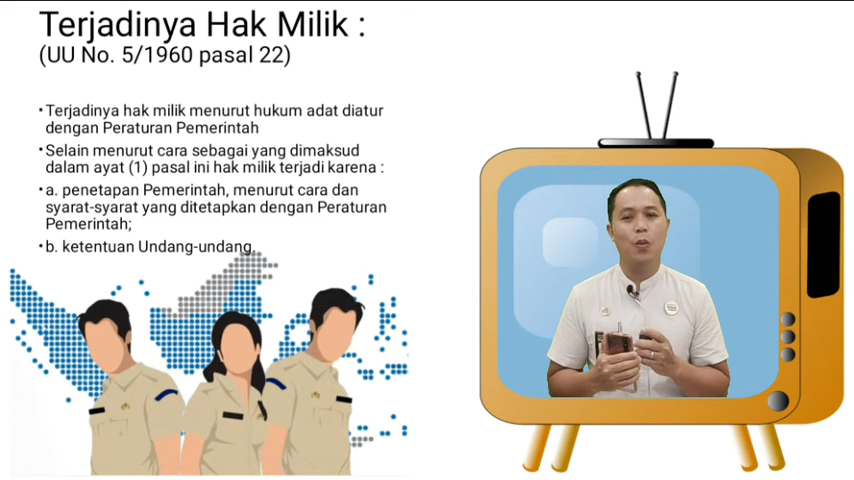 Terjadinya Hak Milik :
(UU No. 5/1960 pasal 22)
•Terjadinya hak milik menurut hukum adat diatur
dengan Peraturan Pemerintah
•Selain menurut cara sebagai yang dimaksud
dalam ayat (1) pasal ini hak milik terjadi karena :
•a. penetapan Pemerintah, menurut cara dan
syarat-syarat yang ditetapkan dengan Peraturan
Pemerintah;
•b. ketentuan Undang-undang.